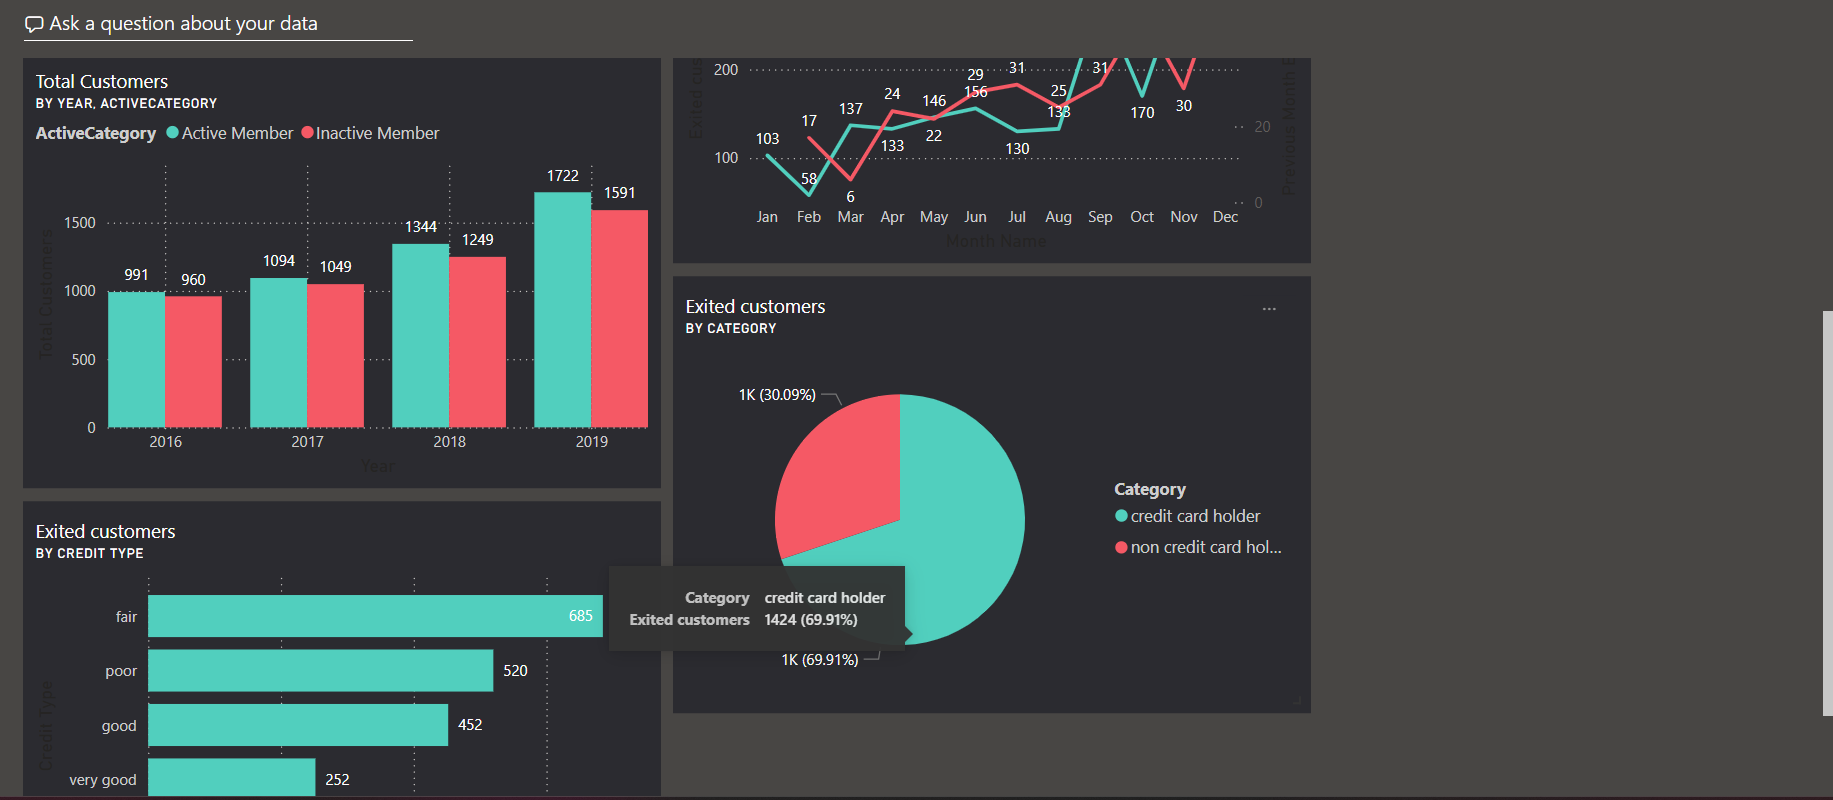 Ask a question about your data
Total Customers
BY YEAR, ACTIVECATEGORY
ActiveCategory Active Member Inactive Member
Total Customers
1500
1000
500
0
991 960
1094 1049
1344 1249
1722 1591
2016 2017 2018 2019
Year
Exited cus
200
100
103 58 137 133 146 156 130 133 170
17 6 24 22 29 31 25 31 30
20
0
Previous Month E
Jan Feb Mar Apr May Jun Jul Aug Sep Oct Nov Dec
Month Name
Exited customers
BY CREDIT TYPE
Credit Type
fair 685
poor 520
good 452
very good 252
Exited customers
BY CATEGORY
...
1K (30.09%)
1K (69.91%)
Category credit card holder
Exited customers 1424 (69.91%)
Category
credit card holder
non credit card hol...